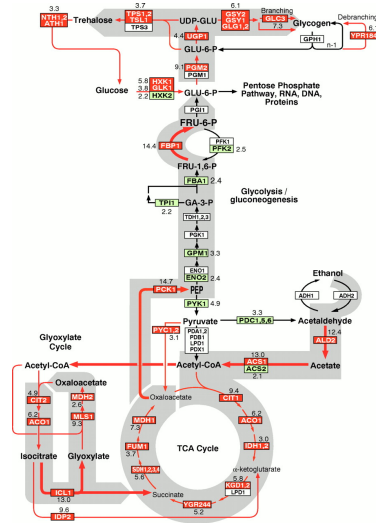 3.3
NTH1,2
ATH1
Trehalose
3.7
TPS1,2
TSL1
TPS3
UDP-GLU
6.1
GSY2
GSY1
GLG1,2
Branching
GLC3
7.3
Glycogen
Debranching
6.1
YPR184
GPH1
n-1
4.4
UGP1
GLU-6-P
9.1
PGM2
PGM1
Glucose
5.8
HXK1
3.8
GLK1
2.2
HXK2
GLU-6-P
Pentose Phosphate
Pathway, RNA, DNA,
Proteins
PGI1
FRU-6-P
14.4
FBP1
PFK1
PFK2
2.5
FRU-1,6-P
FBA1
2.4
Glycolysis /
gluconeogenesis
TPI1
2.2
GA-3-P
TDH1,2,3
PGK1
GPM1
3.3
ENO1
ENO2
2.4
14.7
PCK1
PEP
PYK1
4.9
Ethanol
ADH1
ADH2
Pyruvate
3.3
PDC1,5,6
Acetaldehyde
PYC1,2
3.1
PDA1,2
PDB1
LPD1
PDX1
12.4
ALD2
Glyoxylate
Cycle
Acetyl-CoA
Acetyl-CoA
13.0
ACS1
ACS2
2.1
Acetate
Oxaloacetate
4.9
CIT2
MDH2
2.6
6.2
ACO1
MLS1
9.3
Isocitrate
Glyoxylate
ICL1
13.0
9.6
IDP2
Oxaloacetate
9.4
CIT1
MDH1
7.3
6.2
ACO1
FUM1
3.7
TCA Cycle
3.0
IDH1,2
SDH1,2,3,4
5.6
α-ketoglutarate
Succinate
5.8
KGD1,2
LPD1
YGR244
5.2